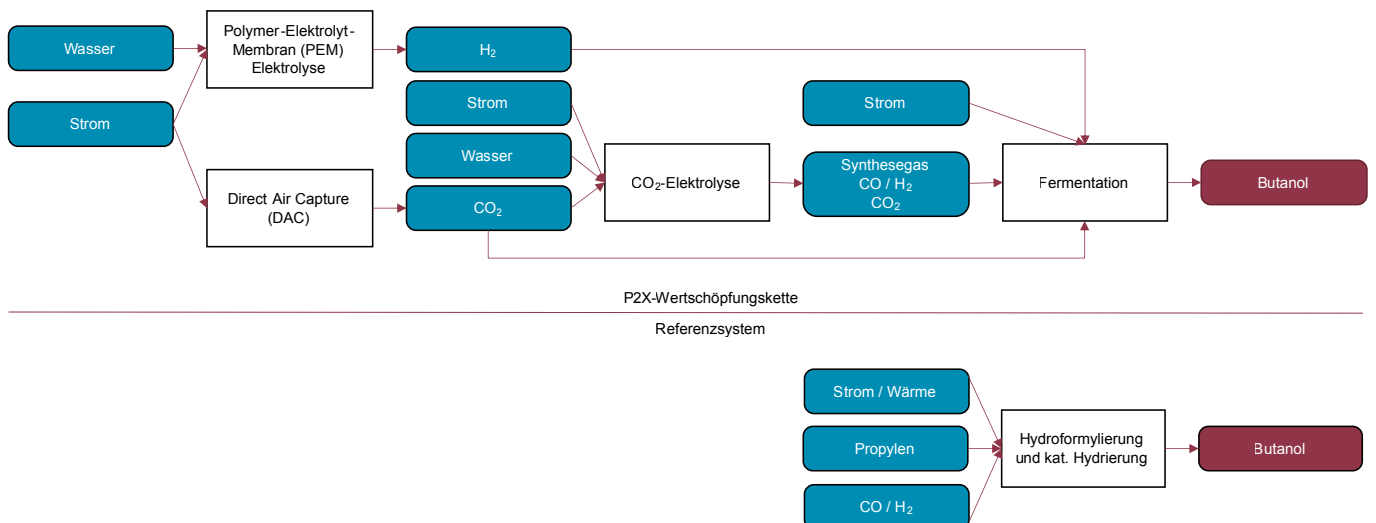 Wasser
Polymer-Elektrolyt-
Membran (PEM)
Elektrolyse
H₂
Strom
Strom
Strom
Wasser
CO₂-Elektrolyse
Synthesegas
CO / H₂
CO₂
Fermentation
Butanol
Direct Air Capture
(DAC)
CO₂
P2X-Wertschöpfungskette
Referenzsystem
Strom / Wärme
Propylen
Hydroformylierung
und kat. Hydrierung
Butanol
CO / H₂